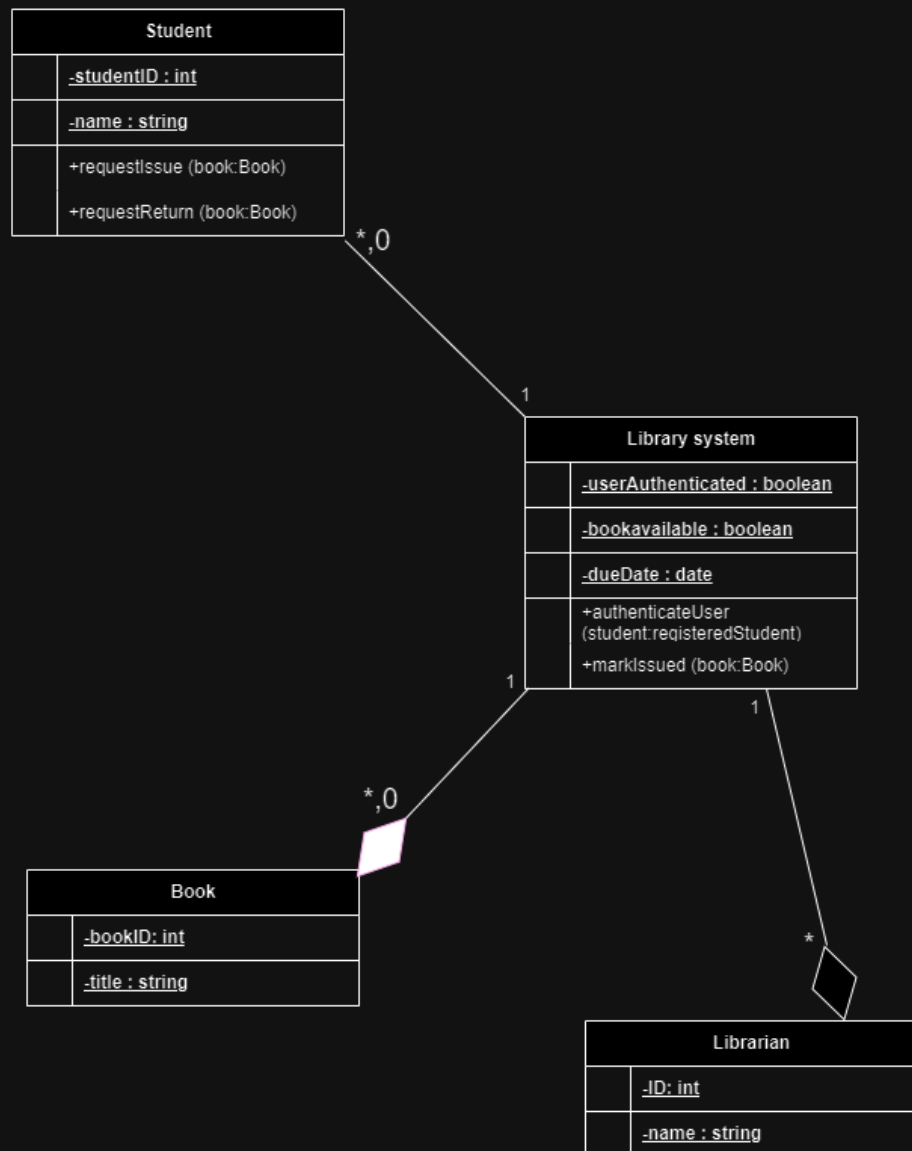 Student
-studentID : int
-name : string
+requestIssue (book:Book)
+requestReturn (book:Book)
*,0
1
Library system
-userAuthenticated : boolean
-bookavailable : boolean
-dueDate : date
+authenticateUser
(student:registeredStudent)
+markIssued (book:Book)
1
1
*,0
Book
-bookID: int
-title : string
*
Librarian
-ID: int
-name : string